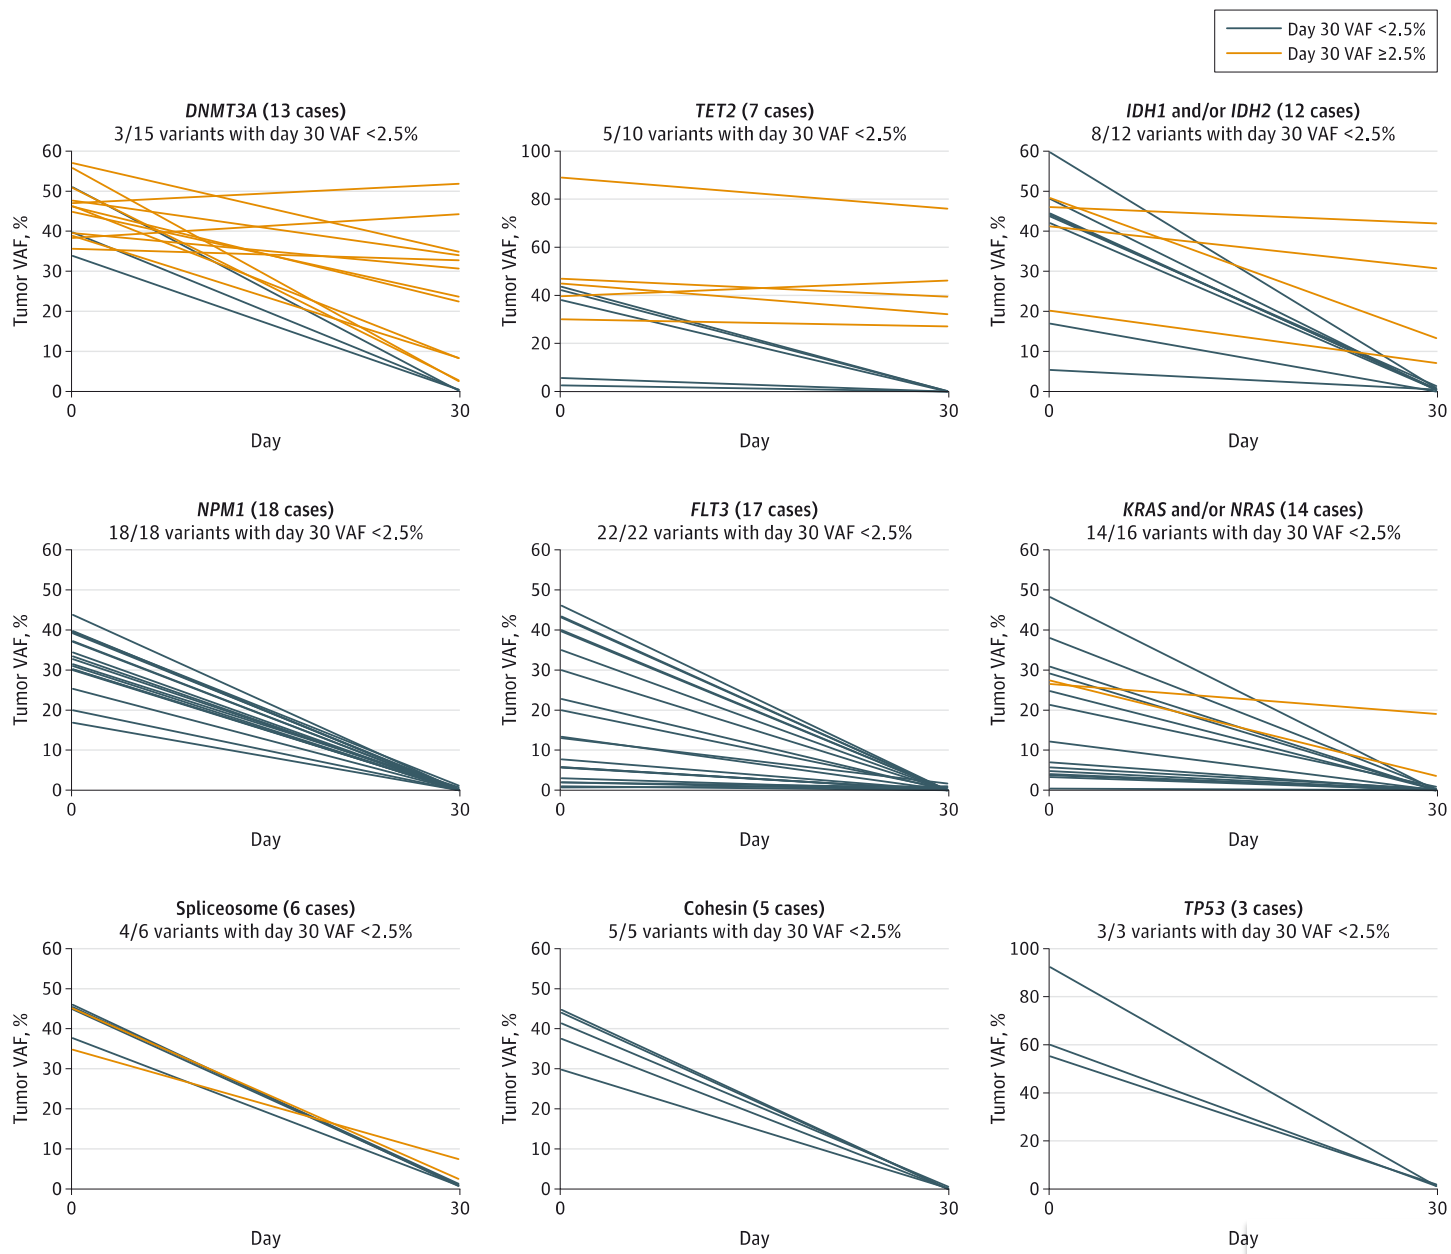 Day 30 VAF <2.5%
Day 30 VAF ≥2.5%
DNMT3A (13 cases)
3/15 variants with day 30 VAF <2.5%
60
50
40
30
20
10
0
Tumor VAF, %
0
30
Day
TET2 (7 cases)
5/10 variants with day 30 VAF <2.5%
100
80
60
40
20
0
Tumor VAF, %
0
30
Day
IDH1 and/or IDH2 (12 cases)
8/12 variants with day 30 VAF <2.5%
60
50
40
30
20
10
0
Tumor VAF, %
0
30
Day
NPM1 (18 cases)
18/18 variants with day 30 VAF <2.5%
60
50
40
30
20
10
0
Tumor VAF, %
0
30
Day
FLT3 (17 cases)
22/22 variants with day 30 VAF <2.5%
60
50
40
30
20
10
0
Tumor VAF, %
0
30
Day
KRAS and/or NRAS (14 cases)
14/16 variants with day 30 VAF <2.5%
60
50
40
30
20
10
0
Tumor VAF, %
0
30
Day
Spliceosome (6 cases)
4/6 variants with day 30 VAF <2.5%
60
50
40
30
20
10
0
Tumor VAF, %
0
30
Day
Cohesin (5 cases)
5/5 variants with day 30 VAF <2.5%
60
50
40
30
20
10
0
Tumor VAF, %
0
30
Day
TP53 (3 cases)
3/3 variants with day 30 VAF <2.5%
100
80
60
40
20
0
Tumor VAF, %
0
30
Day